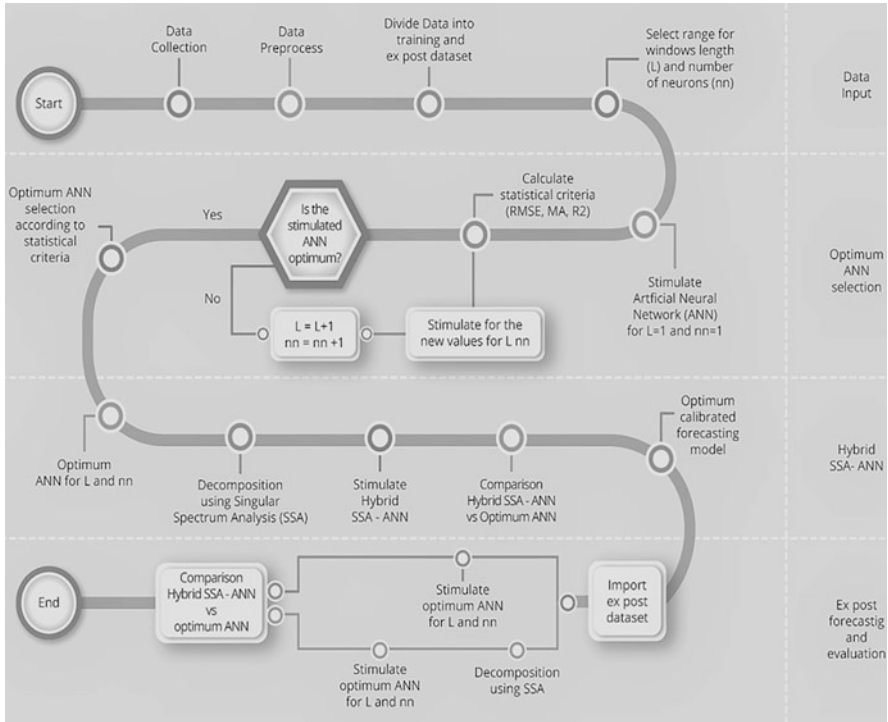 Start
Data
Collection
Data
Preprocess
Divide Data into
training and
ex post dataset
Select range for
windows length
(L) and number
of neurons (nn)
Data
Input
Optimum ANN
selection
according to
statistical
criteria
Yes
Is the
stimulated
ANN
optimum?
No
L = L+1
nn = nn +1
Calculate
statistical criteria
(RMSE, MA, R2)
Stimulate for the
new values for L nn
Stimulate
Artficial Neural
Network (ANN)
for L=1 and nn=1
Optimum
ANN
selection
Optimum
ANN for L and nn
Decomposition
using Singular
Spectrum Analysis (SSA)
Stimulate
Hybrid
SSA - ANN
Comparison
Hybrid SSA - ANN
vs Optimum ANN
Optimum
calibrated
forecasting
model
Hybrid
SSA- ANN
End
Comparison
Hybrid SSA - ANN
vs
optimum ANN
Stimulate
optimum ANN
for L and nn
Stimulate
optimum ANN
for L and nn
Decomposition
using SSA
Import
ex post
dataset
Ex post
forecastig
and
evaluation